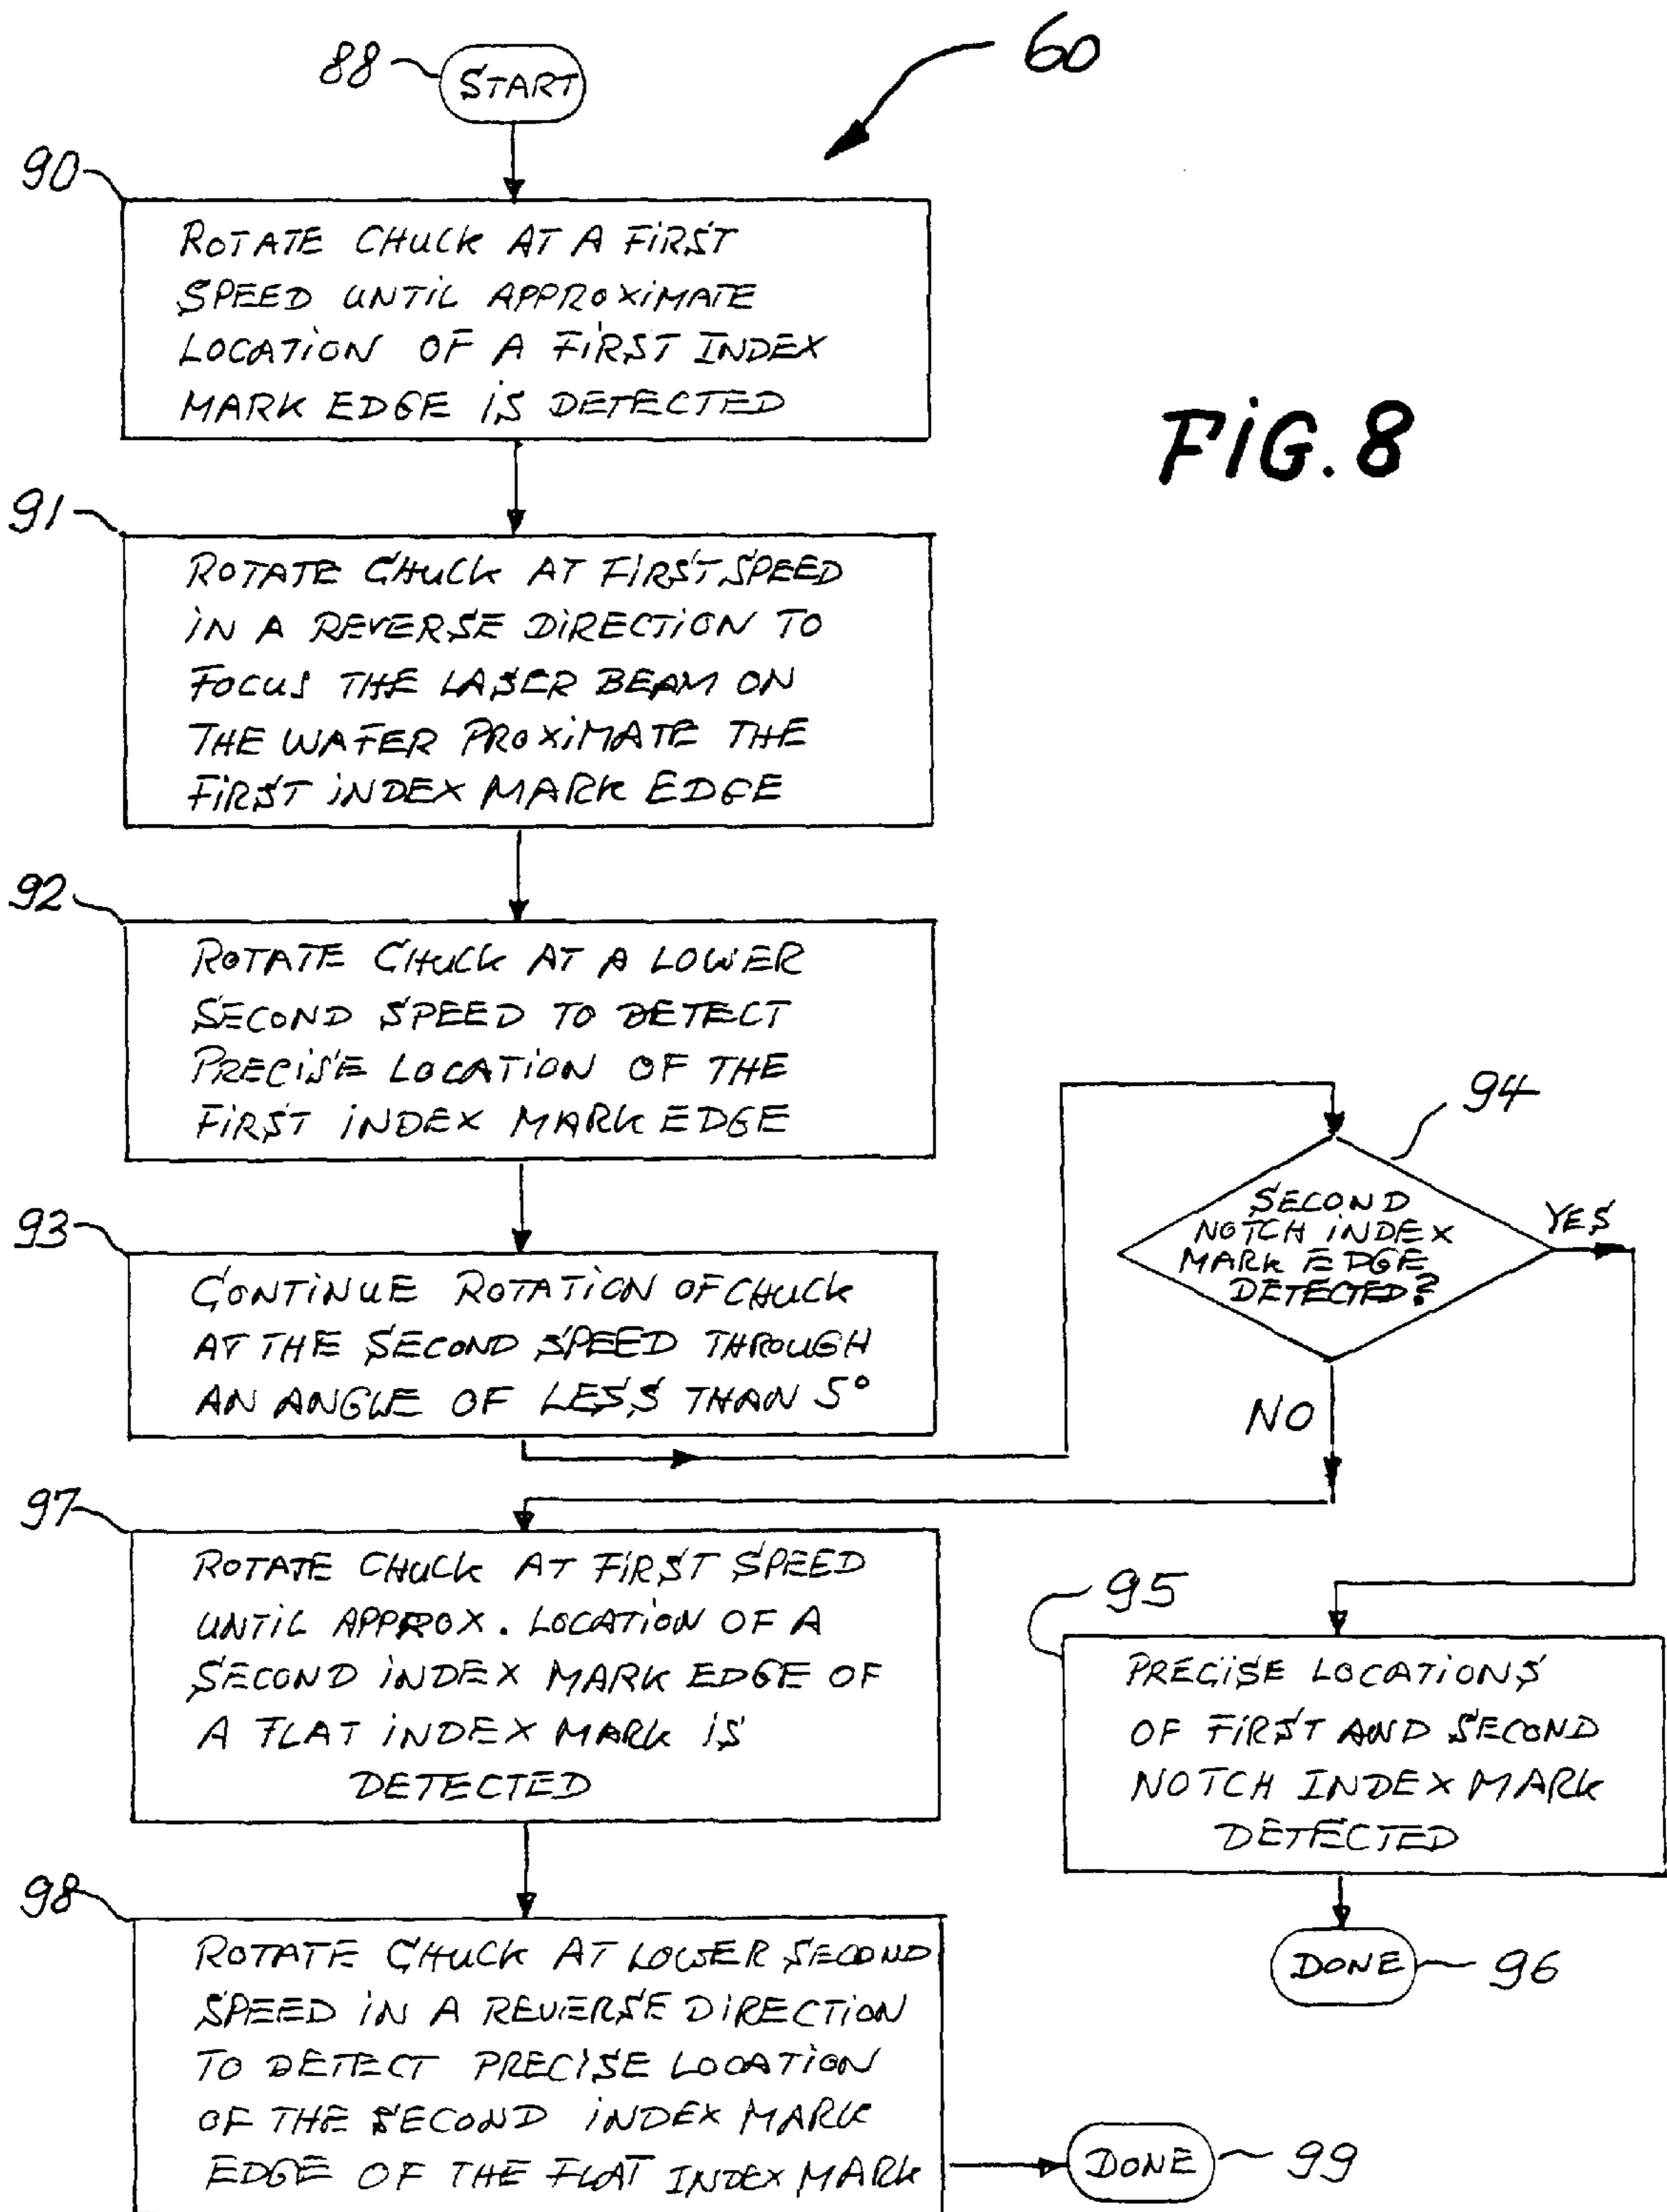 60
88
START
90
ROTATE CHUCK AT A FIRST
SPEED UNTIL APPROXIMATE
LOCATION OF A FIRST INDEX
MARK EDGE IS DETECTED
FIG. 8
91
ROTATE CHUCK AT FIRST SPEED
IN A REVERSE DIRECTION TO
FOCUS THE LASER BEAM ON
THE WAFER PROXIMATE THE
FIRST INDEX MARK EDGE
92
ROTATE CHUCK AT A LOWER
SECOND SPEED TO DETECT
PRECISE LOCATION OF THE
FIRST INDEX MARK EDGE
93
CONTINUE ROTATION OF CHUCK
AT THE SECOND SPEED THROUGH
AN ANGLE OF LESS THAN 5°
94
SECOND
NOTCH INDEX
MARK EDGE
DETECTED?
YES
NO
97
ROTATE CHUCK AT FIRST SPEED
UNTIL APPROX. LOCATION OF A
SECOND INDEX MARK EDGE OF
A FLAT INDEX MARK IS
DETECTED
95
PRECISE LOCATIONS
OF FIRST AND SECOND
NOTCH INDEX MARK
DETECTED
DONE
96
98
ROTATE CHUCK AT LOWER SECOND
SPEED IN A REVERSE DIRECTION
TO DETECT PRECISE LOCATION
OF THE SECOND INDEX MARK
EDGE OF THE FLAT INDEX MARK
DONE
99